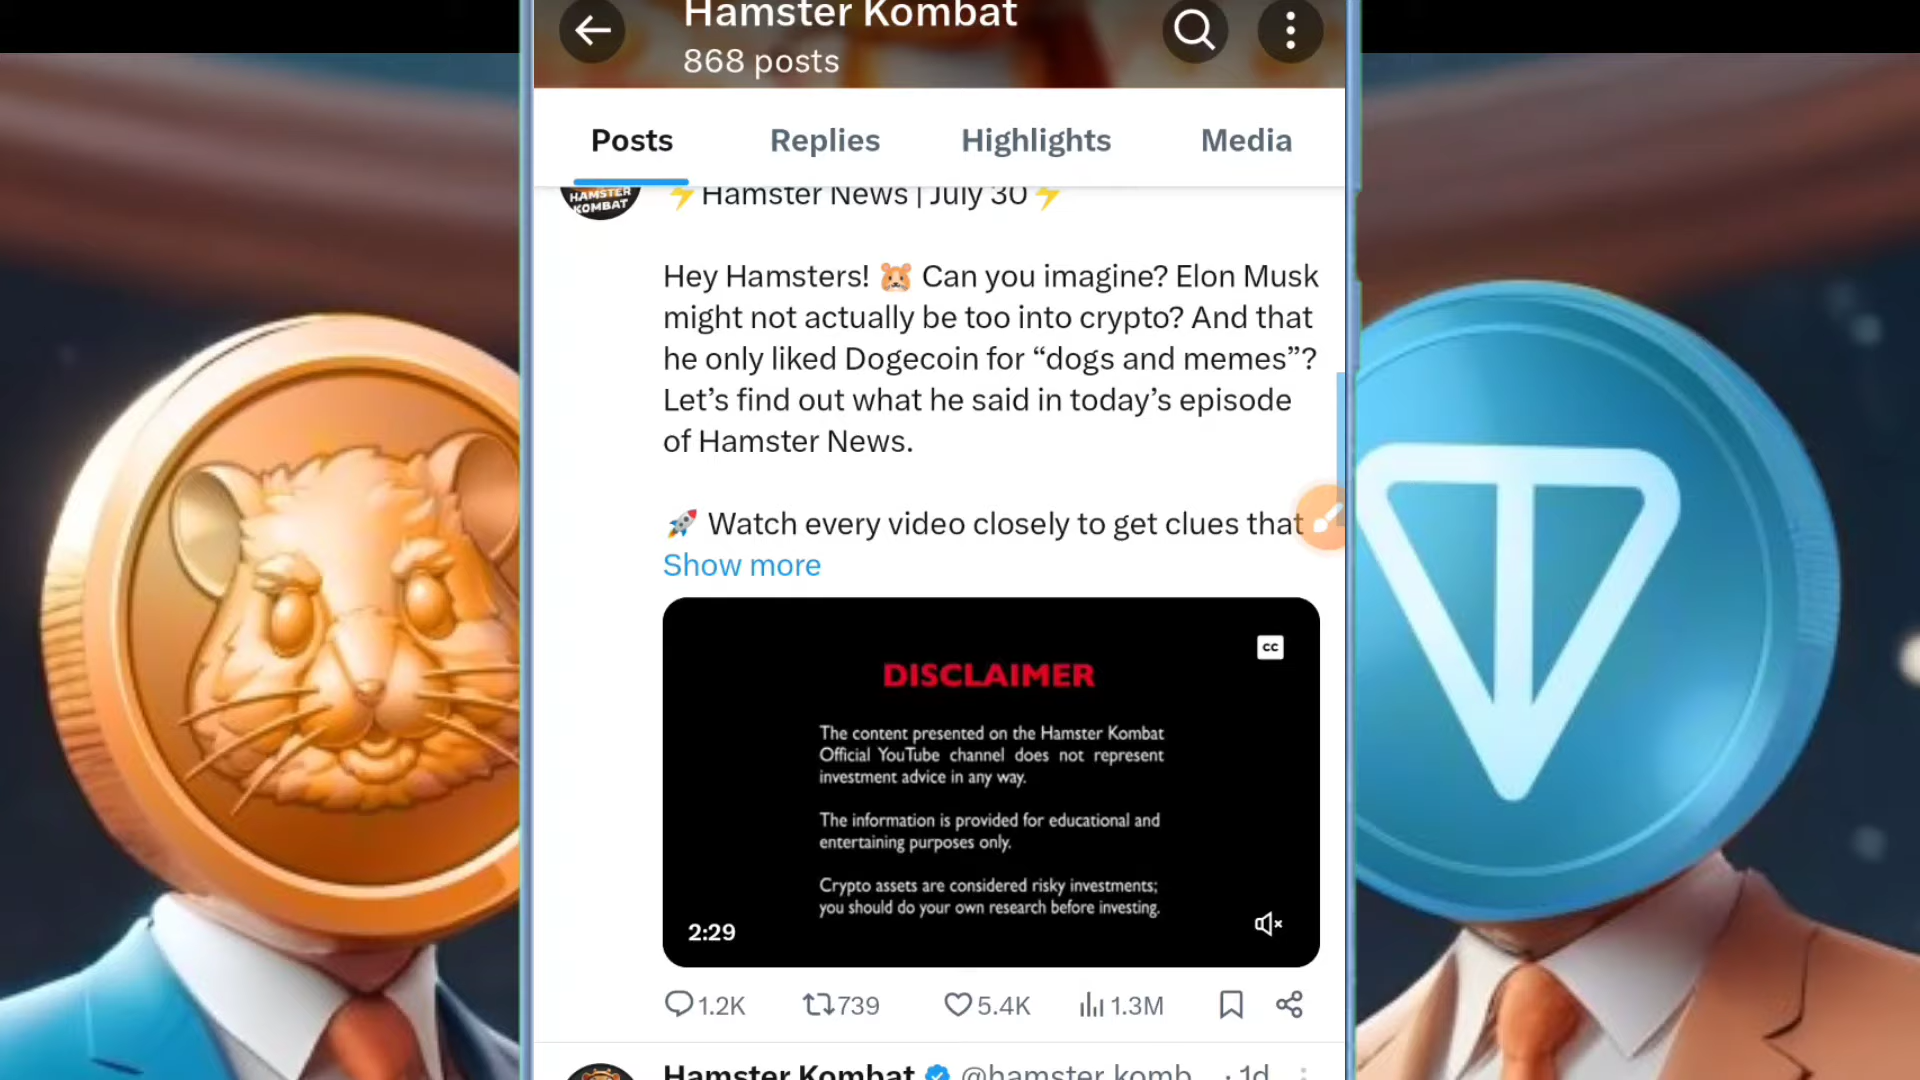 Hamster Kombat
868 posts
Posts Replies Highlights Media
HAMSTER
KOMBAT
⚡Hamster News | July 30⚡
Hey Hamsters! 🐹 Can you imagine? Elon Musk
might not actually be too into crypto? And that
he only liked Dogecoin for “dogs and memes”?
Let’s find out what he said in today’s episode
of Hamster News.
🚀 Watch every video closely to get clues that
Show more
CC
DISCLAIMER
The content presented on the Hamster Kombat
Official YouTube channel does not represent
investment advice in any way.
The information is provided for educational and
entertaining purposes only.
Crypto assets are considered risky investments;
you should do your own research before investing.
2:29
1.2K 739 5.4K 1.3M
Hamster Kombat @hamster_komb... · 1d